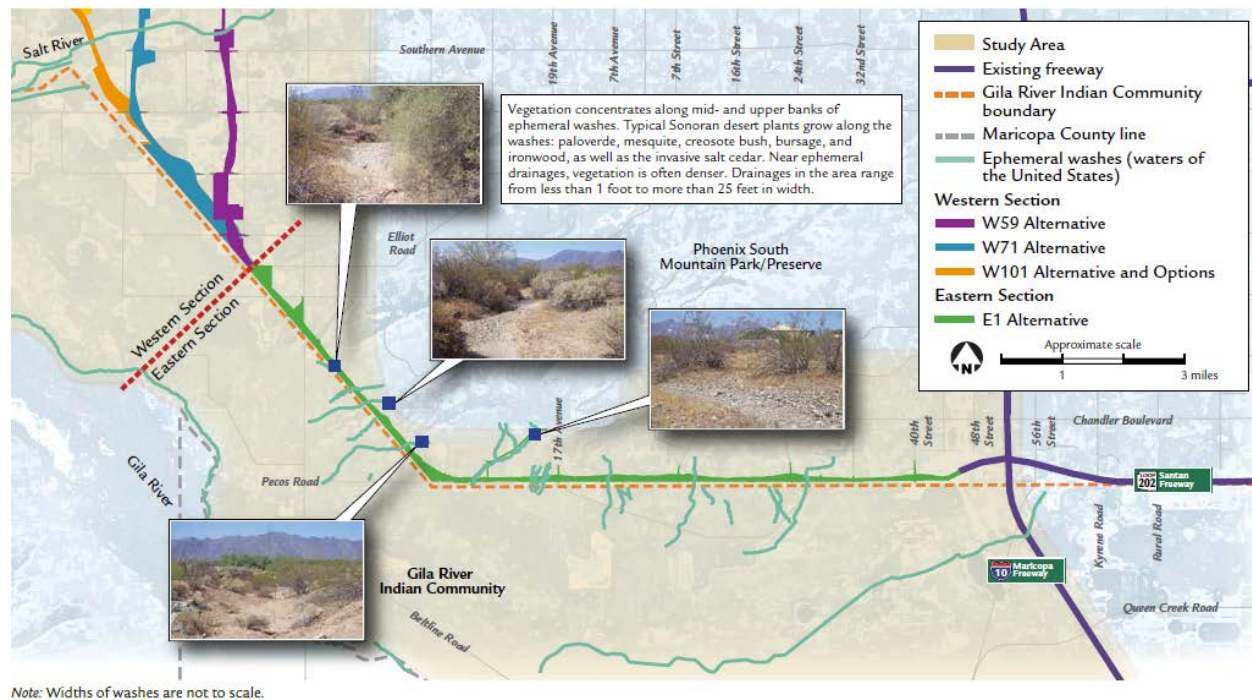 Salt River
Southern Avenue
19th Avenue
7th Avenue
7th Street
16th Street
24th Street
32nd Street
Study Area
Existing freeway
Gila River Indian Community
boundary
Maricopa County line
Ephemeral washes (waters of
the United States)
Western Section
W59 Alternative
W71 Alternative
W101 Alternative and Options
Eastern Section
E1 Alternative
Approximate scale
N
1
3 miles
Vegetation concentrates along mid- and upper banks of
ephemeral washes. Typical Sonoran desert plants grow along the
washes: paloverde, mesquite, creosote bush, bursage, and
ironwood, as well as the invasive salt cedar. Near ephemeral
drainages, vegetation is often denser. Drainages in the area range
from less than 1 foot to more than 25 feet in width.
Elliot
Road
Phoenix South
Mountain Park/Preserve
Western Section
Eastern Section
17th Avenue
40th
Street
48th
Street
56th
Street
Chandler Boulevard
Gila River
Pecos Road
LOOP
202
Santan
Freeway
Kyrene Road
Rural Road
Gila River
Indian Community
10
Maricopa
Freeway
Beltline Road
Queen Creek Road
Note: Widths of washes are not to scale.